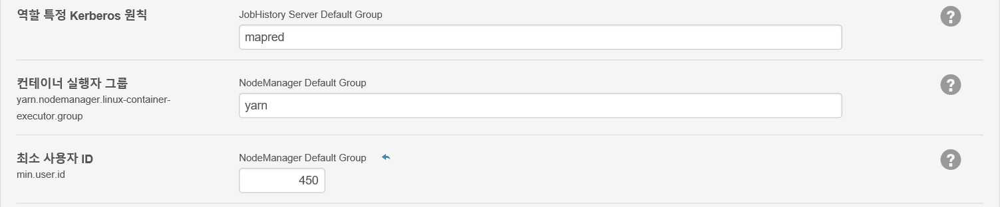 역할 특정 Kerberos 원칙
JobHistory Server Default Group
mapred
컨테이너 실행자 그룹
yarn.nodemanager.linux-container-
executor.group
NodeManager Default Group
yarn
최소 사용자 ID
min.user.id
NodeManager Default Group
450